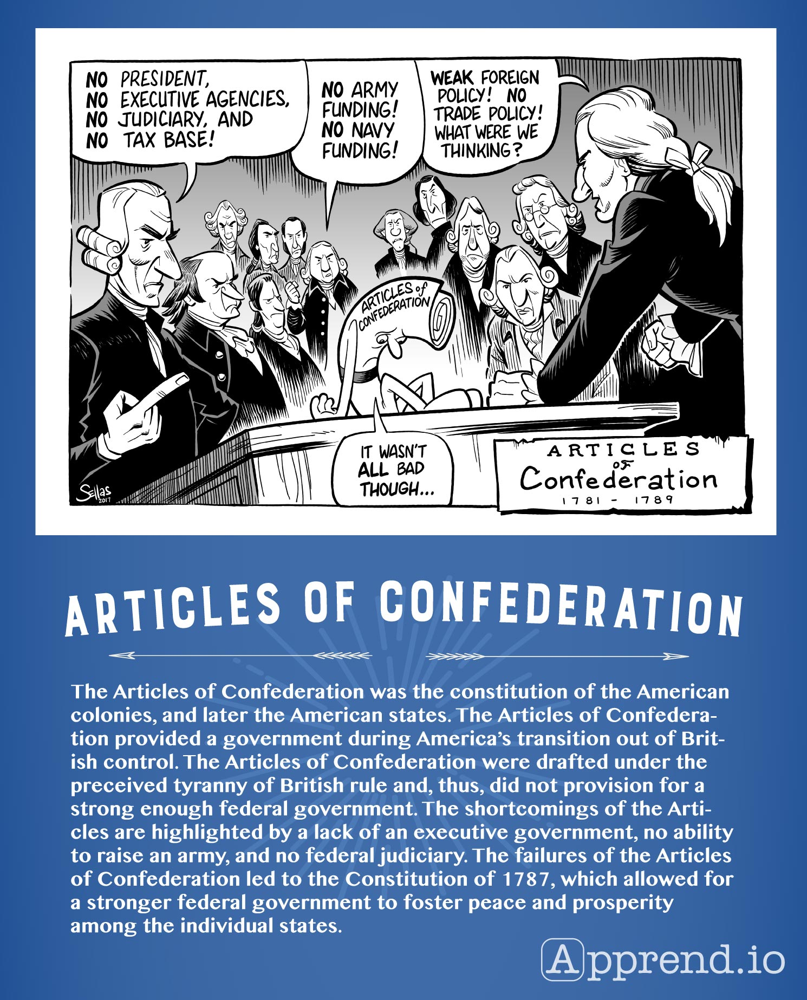 NO PRESIDENT,
NO EXECUTIVE AGENCIES,
NO JUDICIARY, AND
NO TAX BASE!
NO ARMY
FUNDING!
NO NAVY
FUNDING!
WEAK FOREIGN
POLICY! NO
TRADE POLICY!
WHAT WERE WE
THINKING?
ARTICLES of
CONFEDERATION
IT WASN'T
ALL BAD
THOUGH...
ARTICLES
OF
Confederation
1781 - 1789
Sellas
2017
ARTICLES OF CONFEDERATION
The Articles of Confederation was the constitution of the American
colonies, and later the American states. The Articles of Confedera-
tion provided a government during America's transition out of Brit-
ish control. The Articles of Confederation were drafted under the
preceived tyranny of British rule and, thus, did not provision for a
strong enough federal government. The shortcomings of the Arti-
cles are highlighted by a lack of an executive government, no ability
to raise an army, and no federal judiciary. The failures of the Articles
of Confederation led to the Constitution of 1787, which allowed for
a stronger federal government to foster peace and prosperity
among the individual states.
Apprend.io